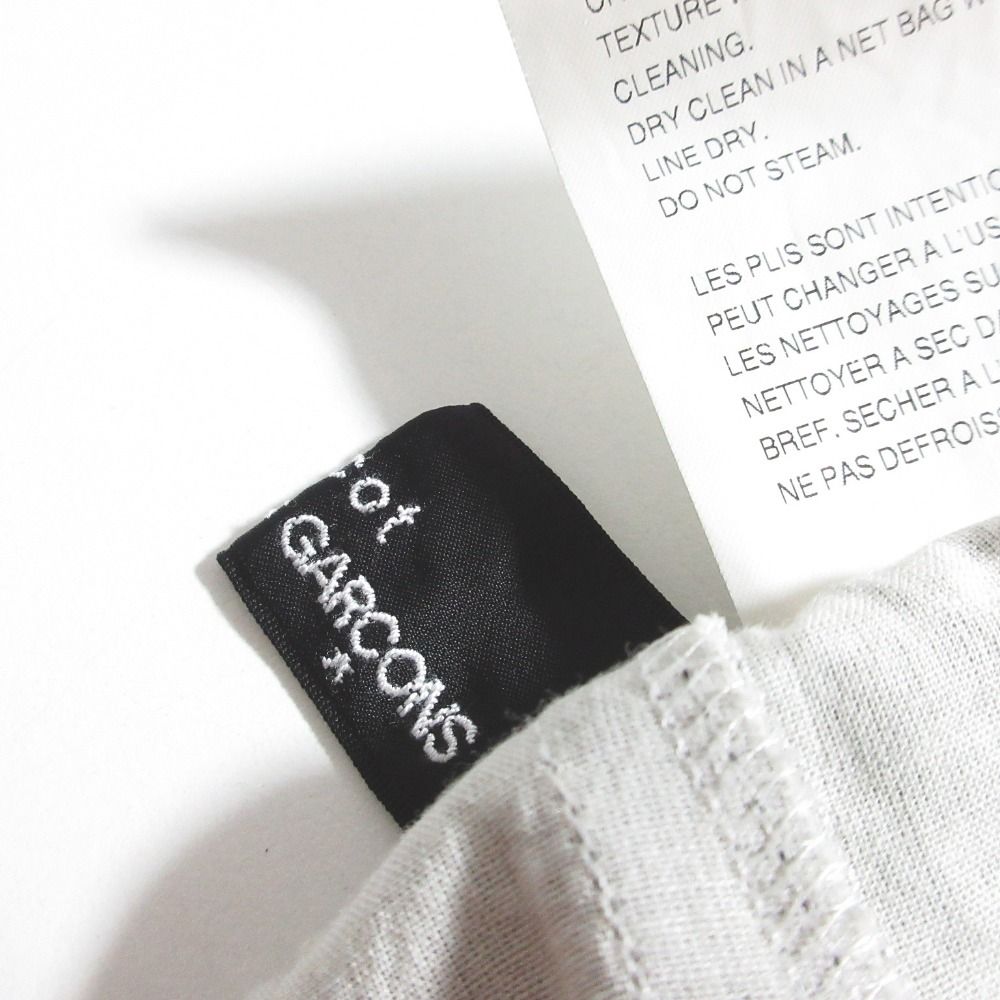 TEXTURE
CLEANING.
DRY CLEAN IN A NET BAG
LINE DRY.
DO NOT STEAM.
LES PLIS SONT
PEUT CHANGER A L'US
LES NETTOYAGES SU
NETTOYER A SEC
BREF. SECHER A
NE PAS
GARCONS
*